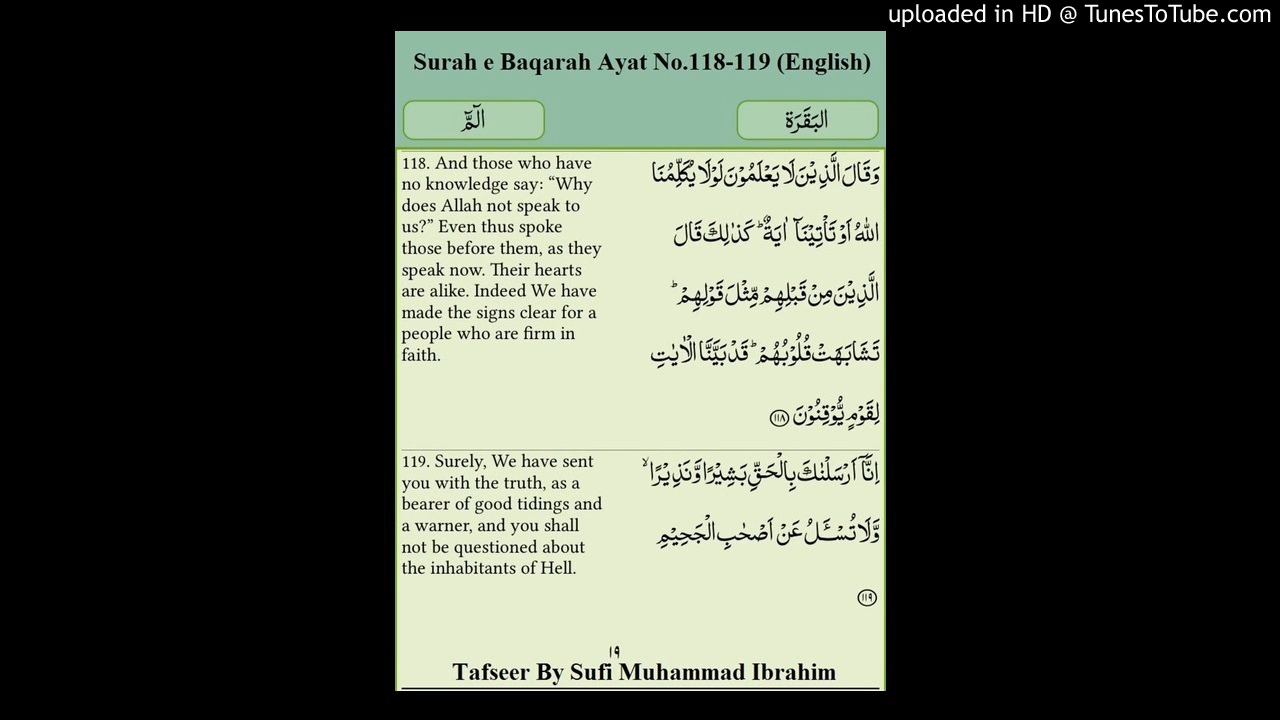 uploaded in HD @ TunesToTube.com
Surah e Baqarah Ayat No.118-119 (English)
الٓمّٓ
البَقَرَة
118. And those who have
no knowledge say: “Why
does Allah not speak to
us?” Even thus spoke
those before them, as they
speak now. Their hearts
are alike. Indeed We have
made the signs clear for a
people who are firm in
faith.
وَقَالَ الَّذِيْنَ لَا يَعْلَمُوْنَ لَوْلَا يُكَلِّمُنَا
اللّٰهُ اَوْ تَاْتِيْنَاۤ اٰيَةٌ ؕ كَذٰلِكَ قَالَ
الَّذِيْنَ مِنْ قَبْلِهِمْ مِّثْلَ قَوْلِهِمْ ؕ
تَشَابَهَتْ قُلُوْبُهُمْ ؕ قَدْ بَيَّنَّا الْاٰيٰتِ
لِقَوْمٍ يُّوْقِنُوْنَ ۱۱۸
119. Surely, We have sent
you with the truth, as a
bearer of good tidings and
a warner, and you shall
not be questioned about
the inhabitants of Hell.
اِنَّاۤ اَرْسَلْنٰكَ بِالْحَقِّ بَشِيْرًا وَّنَذِيْرًا ۙ
وَّلَا تُسْـَٔلُ عَنْ اَصْحٰبِ الْجَحِيْمِ
۱۱۹
۱۹
Tafseer By Sufi Muhammad Ibrahim